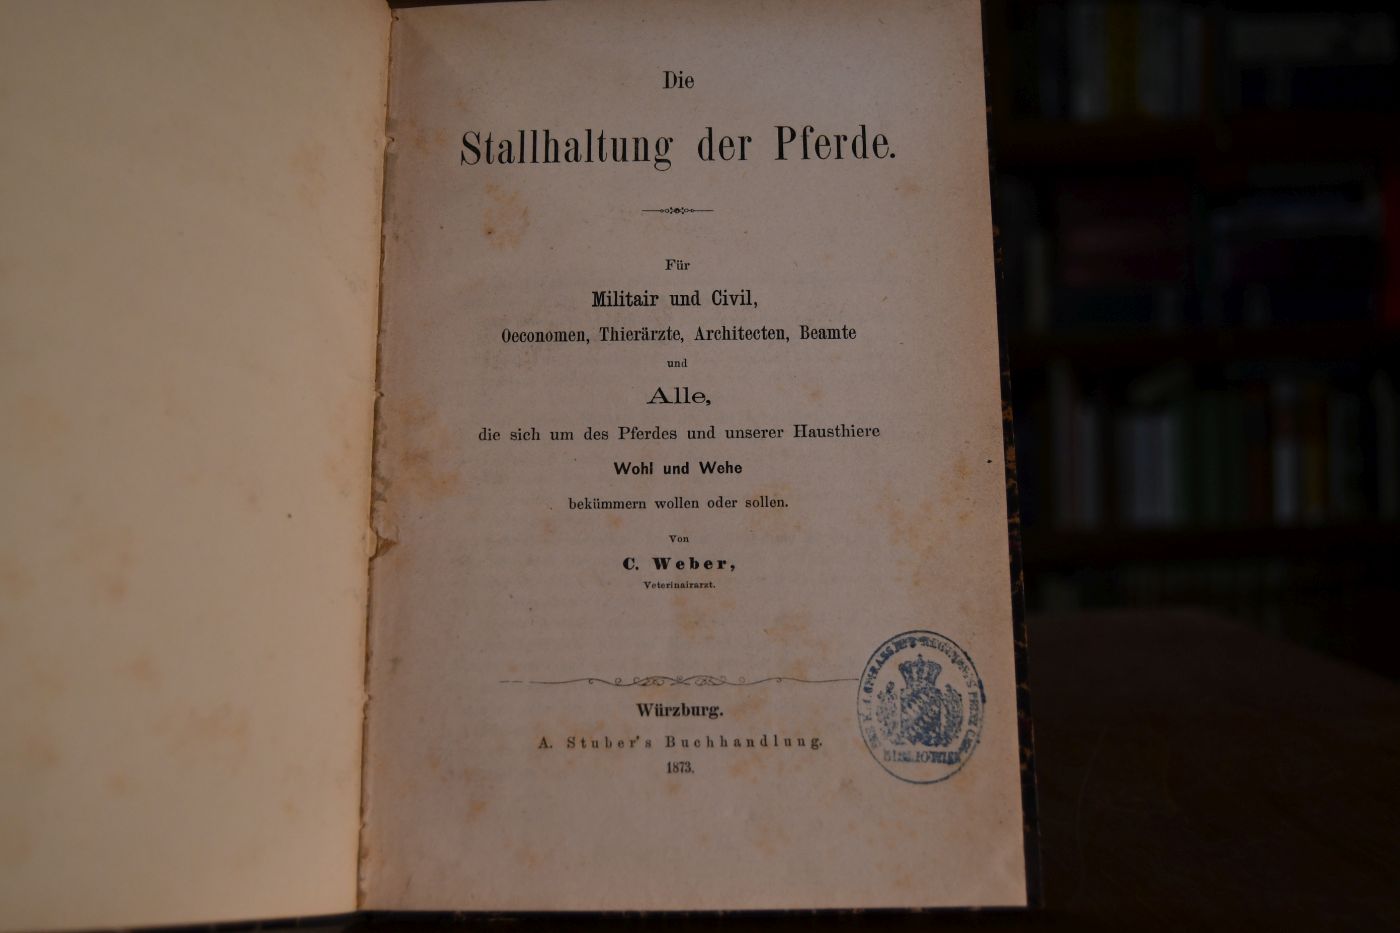 Die
Stallhaltung der Pferde.
Für
Militair und Civil,
Oeconomen, Thierärzte, Architecten, Beamte
und
Alle,
die sich um des Pferdes und unserer Hausthiere
Wohl und Wehe
bekümmern wollen oder sollen.
Von
C. Weber,
Veterinairarzt.
Würzburg.
A. Stuber's Buchhandlung.
1873.
BIBLIOTHEK